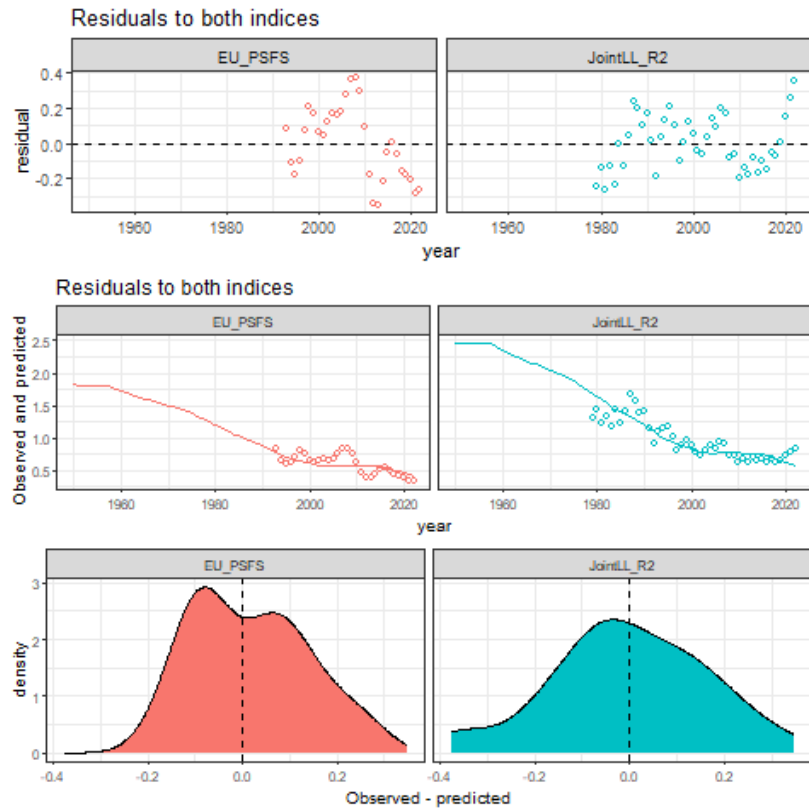 Residuals to both indices
EU_PSFS JointLL_R2
0.4
0.2
0.0
-0.2
residual
1960 1980 2000 2020 1960 1980 2000 2020
year
Residuals to both indices
EU_PSFS JointLL_R2
2.5
2.0
1.5
1.0
0.5
Observed and predicted
1960 1980 2000 2020 1960 1980 2000 2020
year
EU_PSFS JointLL_R2
3
2
1
0
density
-0.4 -0.2 0.0 0.2 -0.4 -0.2 0.0 0.2
Observed - predicted